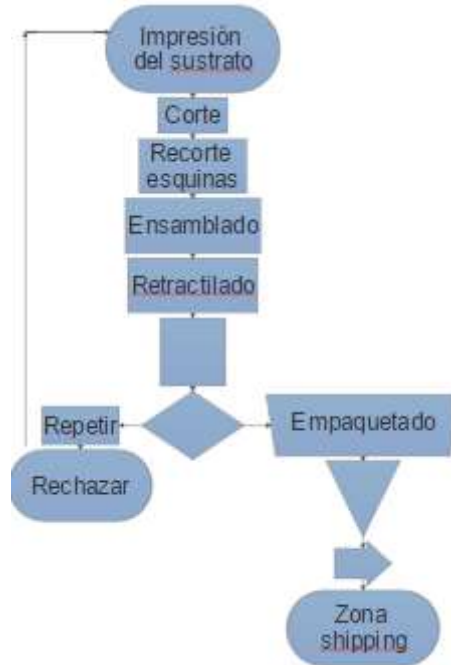 Impresión
del sustrato
Corte
Recorte
esquinas
Ensamblado
Retractilado
Repetir
Empaquetado
Rechazar
Zona
shipping